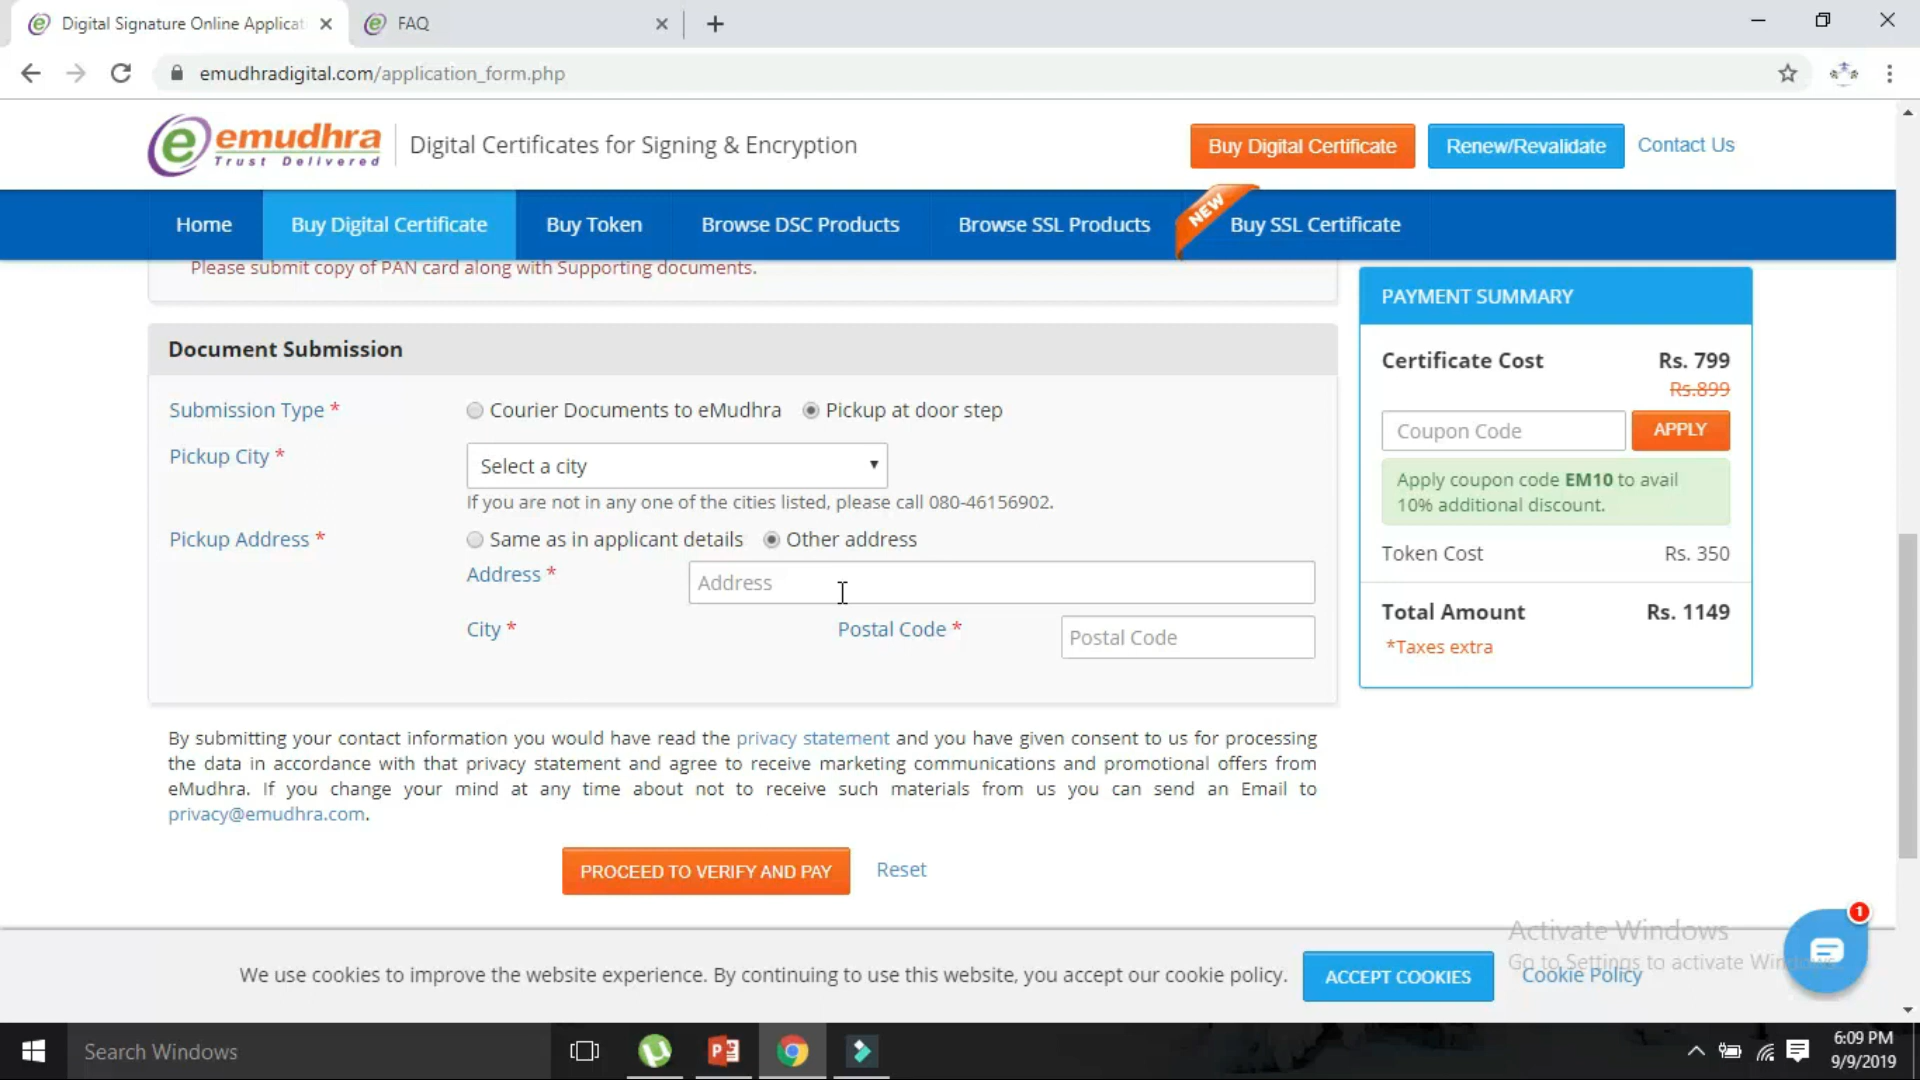 Digital Signature Online Applicat
FAQ
emudhradigital.com/application_form.php
emudhra
Trust Delivered
Digital Certificates for Signing & Encryption
Buy Digital Certificate
Renew/Revalidate
Contact Us
Home
Buy Digital Certificate
Buy Token
Browse DSC Products
Browse SSL Products
NEW
Buy SSL Certificate
Please submit copy of PAN card along with Supporting documents.
Document Submission
Submission Type *
Courier Documents to eMudhra
Pickup at door step
Pickup City *
Select a city
If you are not in any one of the cities listed, please call 080-46156902.
Pickup Address *
Same as in applicant details
Other address
Address *
Address
City *
Postal Code *
Postal Code
PAYMENT SUMMARY
Certificate Cost
Rs. 799
Rs.899
Coupon Code
APPLY
Apply coupon code EM10 to avail
10% additional discount.
Token Cost
Rs. 350
Total Amount
Rs. 1149
*Taxes extra
By submitting your contact information you would have read the privacy statement and you have given consent to us for processing
the data in accordance with that privacy statement and agree to receive marketing communications and promotional offers from
eMudhra. If you change your mind at any time about not to receive such materials from us you can send an Email to
privacy@emudhra.com.
PROCEED TO VERIFY AND PAY
Reset
We use cookies to improve the website experience. By continuing to use this website, you accept our cookie policy.
ACCEPT COOKIES
Cookie Policy
Activate Windows
Go to Settings to activate Windows.
1
Search Windows
6:09 PM
9/9/2019